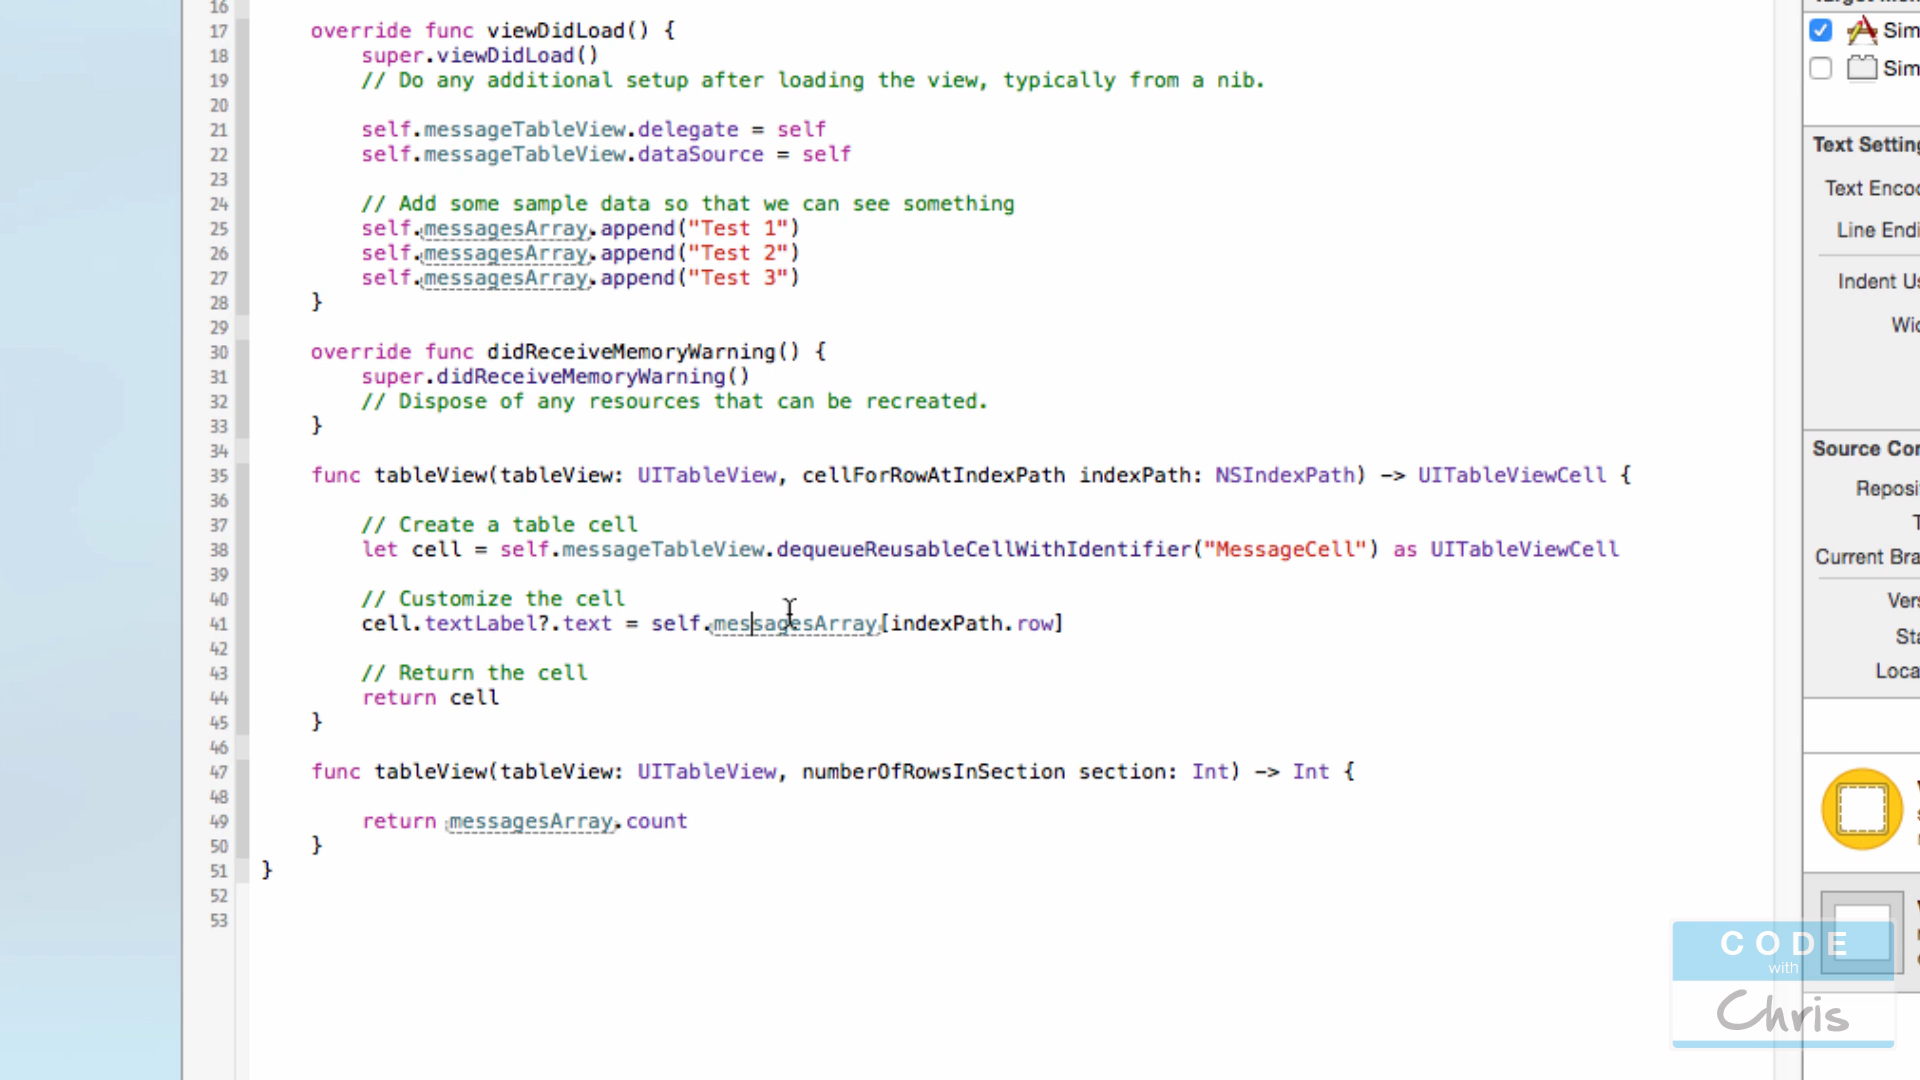 16
17 override func viewDidLoad() {
18 super.viewDidLoad()
19 // Do any additional setup after loading the view, typically from a nib.
20
21 self.messageTableView.delegate = self
22 self.messageTableView.dataSource = self
23
24 // Add some sample data so that we can see something
25 self.messagesArray.append("Test 1")
26 self.messagesArray.append("Test 2")
27 self.messagesArray.append("Test 3")
28 }
29
30 override func didReceiveMemoryWarning() {
31 super.didReceiveMemoryWarning()
32 // Dispose of any resources that can be recreated.
33 }
34
35 func tableView(tableView: UITableView, cellForRowAtIndexPath indexPath: NSIndexPath) -> UITableViewCell {
36
37 // Create a table cell
38 let cell = self.messageTableView.dequeueReusableCellWithIdentifier("MessageCell") as UITableViewCell
39
40 // Customize the cell
41 cell.textLabel?.text = self.messagesArray[indexPath.row]
42
43 // Return the cell
44 return cell
45 }
46
47 func tableView(tableView: UITableView, numberOfRowsInSection section: Int) -> Int {
48
49 return messagesArray.count
50 }
51 }
52
53
Sim
Sim
Text Setting
Text Encod
Line Endi
Indent Us
Wid
Source Con
Reposit
T
Current Bra
Vers
Sta
Loca
CODE
with
Chris